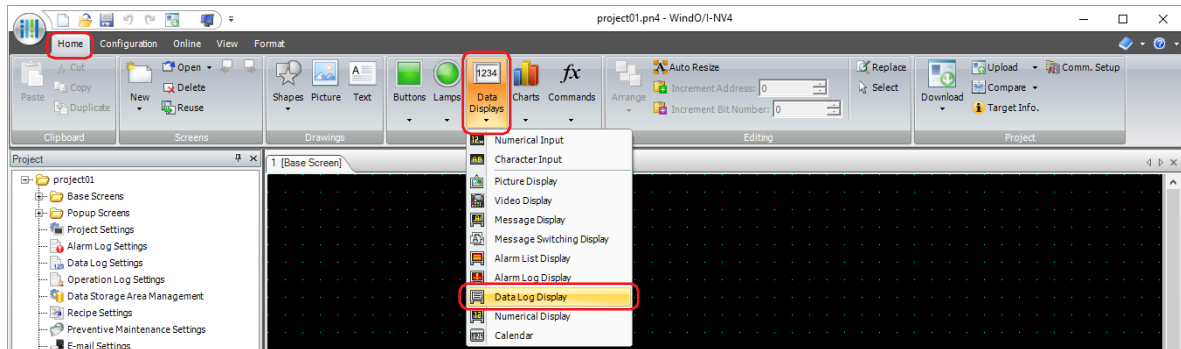 project01.pn4 - WindO/I-NV4
Home Configuration Online View Format
Cut
Copy
Paste
Duplicate
Clipboard
New
Open
Delete
Reuse
Screens
Shapes Picture Text
Drawings
Buttons Lamps
1234
Data
Displays
Charts
fx
Commands
Arrange
Auto Resize
Increment Address: 0
Increment Bit Number: 0
Editing
Replace
Select
Download
Upload
Compare
Target Info.
Comm. Setup
Project
Project
project01
Base Screens
Popup Screens
Project Settings
Alarm Log Settings
Data Log Settings
Operation Log Settings
Data Storage Area Management
Recipe Settings
Preventive Maintenance Settings
E-mail Settings
1 [Base Screen]
Numerical Input
Character Input
Picture Display
Video Display
Message Display
Message Switching Display
Alarm List Display
Alarm Log Display
Data Log Display
Numerical Display
Calendar